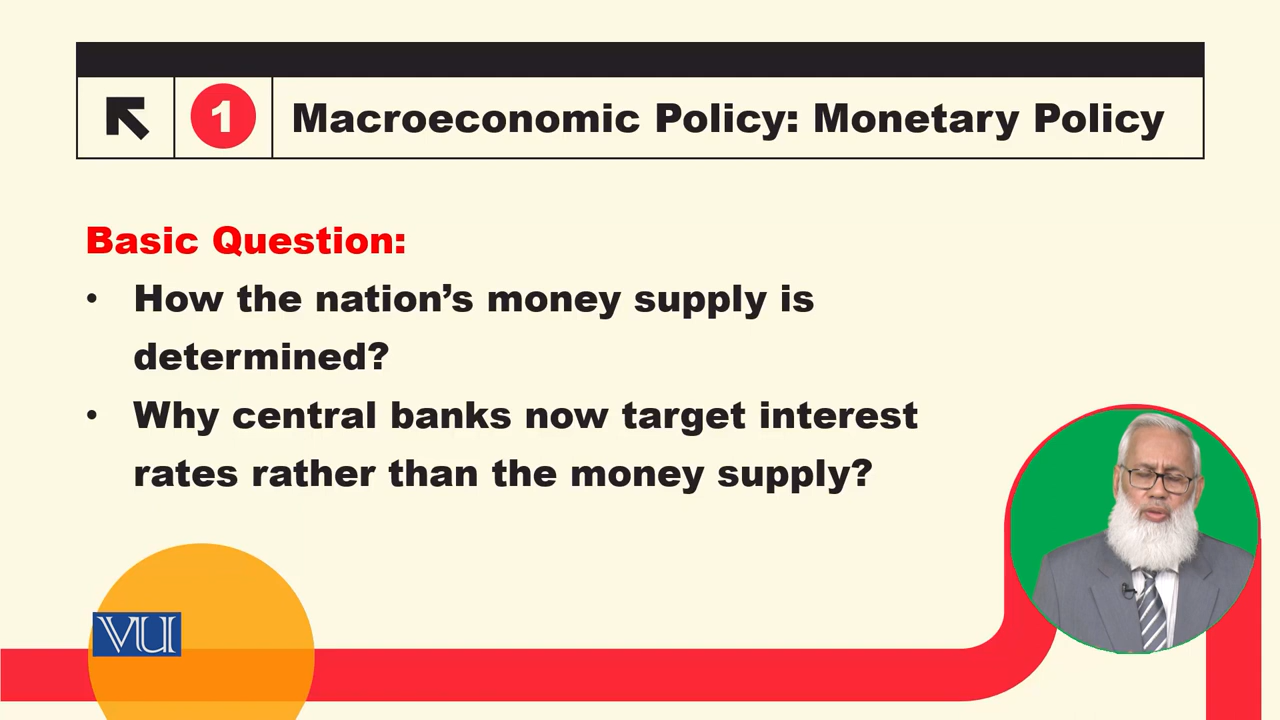 1 Macroeconomic Policy: Monetary Policy
Basic Question:
• How the nation’s money supply is
determined?
• Why central banks now target interest
rates rather than the money supply?
VU